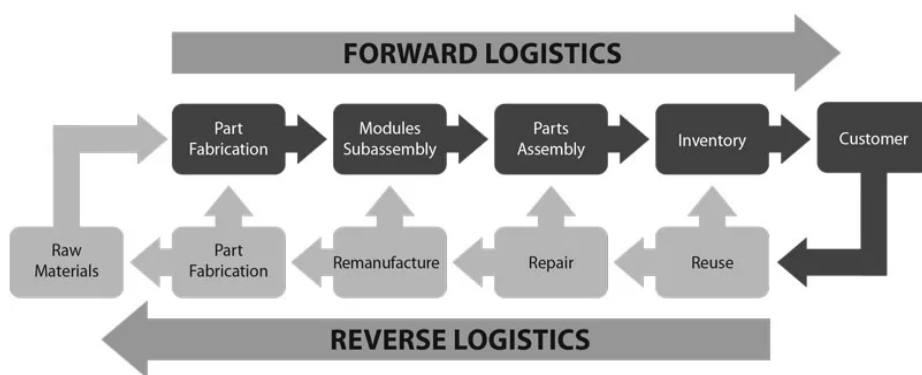 FORWARD LOGISTICS
Part
Fabrication
Modules
Subassembly
Parts
Assembly
Inventory
Customer
Raw
Materials
Part
Fabrication
Remanufacture
Repair
Reuse
REVERSE LOGISTICS